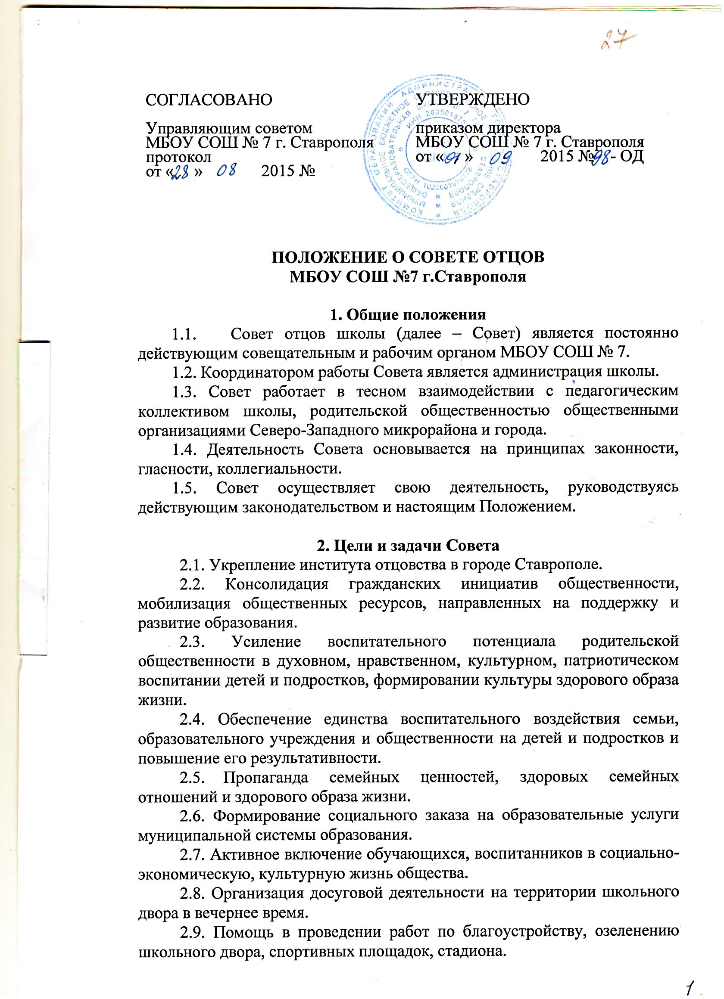 27
СОГЛАСОВАНО
Управляющим советом
МБОУ СОШ № 7 г. Ставрополя
протокол
от «28 » 08 2015 №
УТВЕРЖДЕНО
приказом директора
МБОУ СОШ № 7 г. Ставрополя
от «01 » 09 2015 №98- ОД
ПОЛОЖЕНИЕ О СОВЕТЕ ОТЦОВ
МБОУ СОШ №7 г.Ставрополя
1. Общие положения
1.1. Совет отцов школы (далее – Совет) является постоянно
действующим совещательным и рабочим органом МБОУ СОШ № 7.
1.2. Координатором работы Совета является администрация школы.
1.3. Совет работает в тесном взаимодействии с педагогическим
коллективом школы, родительской общественностью общественными
организациями Северо-Западного микрорайона и города.
1.4. Деятельность Совета основывается на принципах законности,
гласности, коллегиальности.
1.5. Совет осуществляет свою деятельность, руководствуясь
действующим законодательством и настоящим Положением.
2. Цели и задачи Совета
2.1. Укрепление института отцовства в городе Ставрополе.
2.2. Консолидация гражданских инициатив общественности,
мобилизация общественных ресурсов, направленных на поддержку и
развитие образования.
2.3. Усиление воспитательного потенциала родительской
общественности в духовном, нравственном, культурном, патриотическом
воспитании детей и подростков, формировании культуры здорового образа
жизни.
2.4. Обеспечение единства воспитательного воздействия семьи,
образовательного учреждения и общественности на детей и подростков и
повышение его результативности.
2.5. Пропаганда семейных ценностей, здоровых семейных
отношений и здорового образа жизни.
2.6. Формирование социального заказа на образовательные услуги
муниципальной системы образования.
2.7. Активное включение обучающихся, воспитанников в социально-
экономическую, культурную жизнь общества.
2.8. Организация досуговой деятельности на территории школьного
двора в вечернее время.
2.9. Помощь в проведении работ по благоустройству, озеленению
школьного двора, спортивных площадок, стадиона.
1